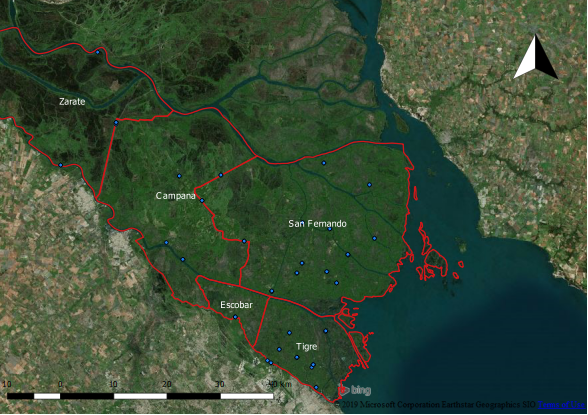 Zarate
Campana
San Fernando
Escobar
Tigre
10 0 10 20 30 40 km
bing
© 2019 Microsoft Corporation Earthstar Geographics SIO